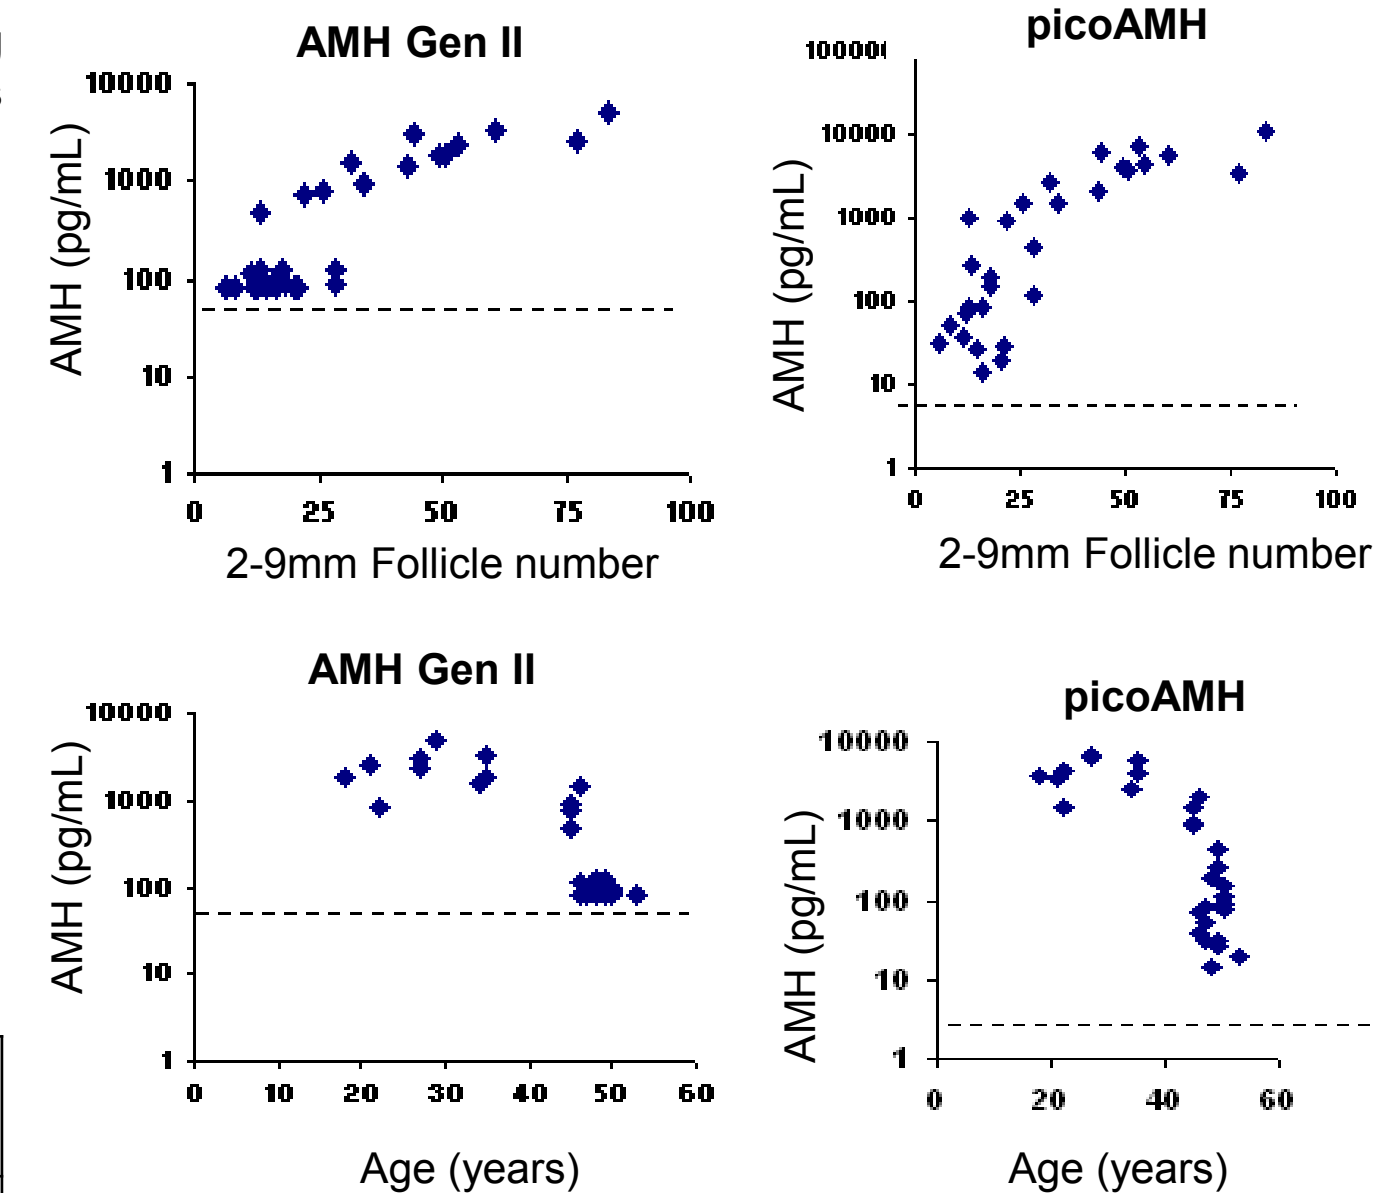 AMH Gen II
10000
1000
100
10
1
AMH (pg/mL)
0 25 50 75 100
2-9mm Follicle number
picoAMH
10000
1000
100
10
1
AMH (pg/mL)
0 25 50 75 100
2-9mm Follicle number
AMH Gen II
10000
1000
100
10
1
AMH (pg/mL)
0 10 20 30 40 50 60
Age (years)
picoAMH
10000
1000
100
10
1
AMH (pg/mL)
0 20 40 60
Age (years)